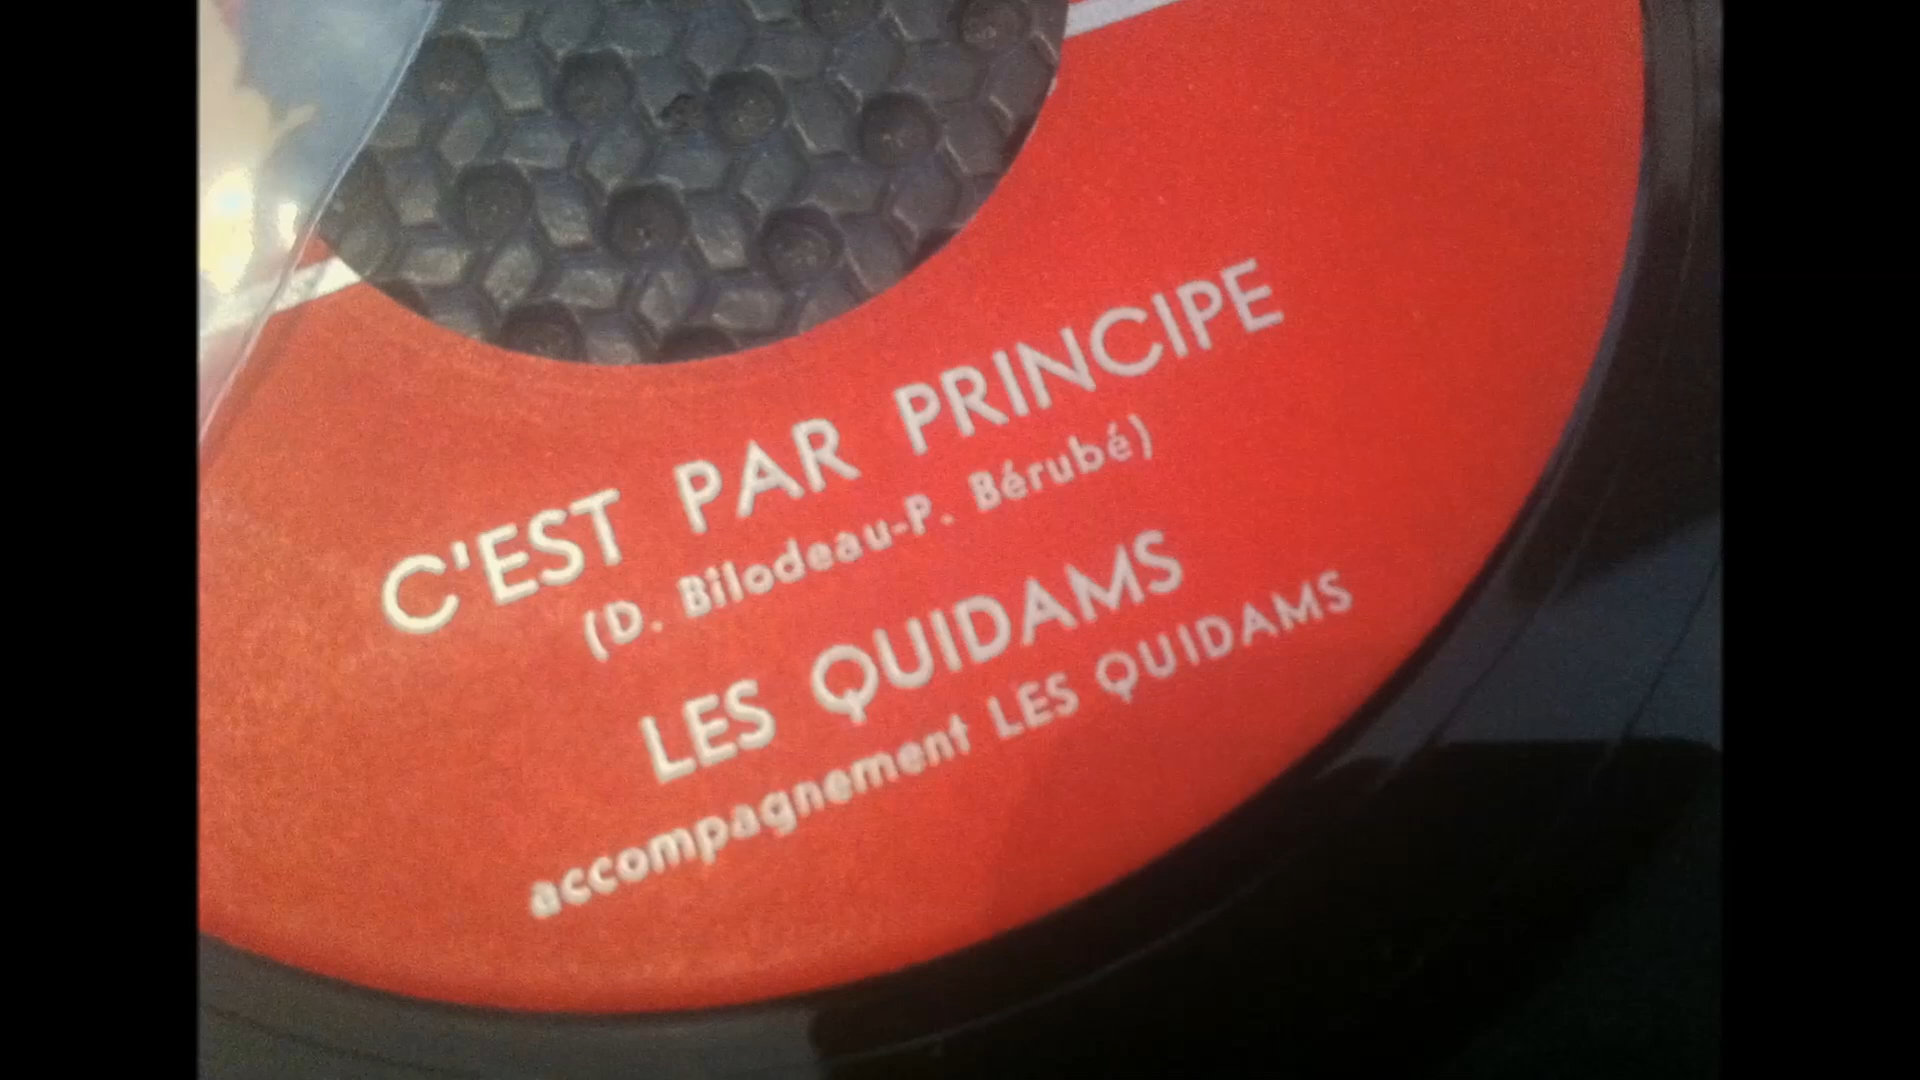 C'EST PAR PRINCIPE
(D. Bilodeau-P. Bérubé)
LES QUIDAMS
accompagnement LES QUIDAMS